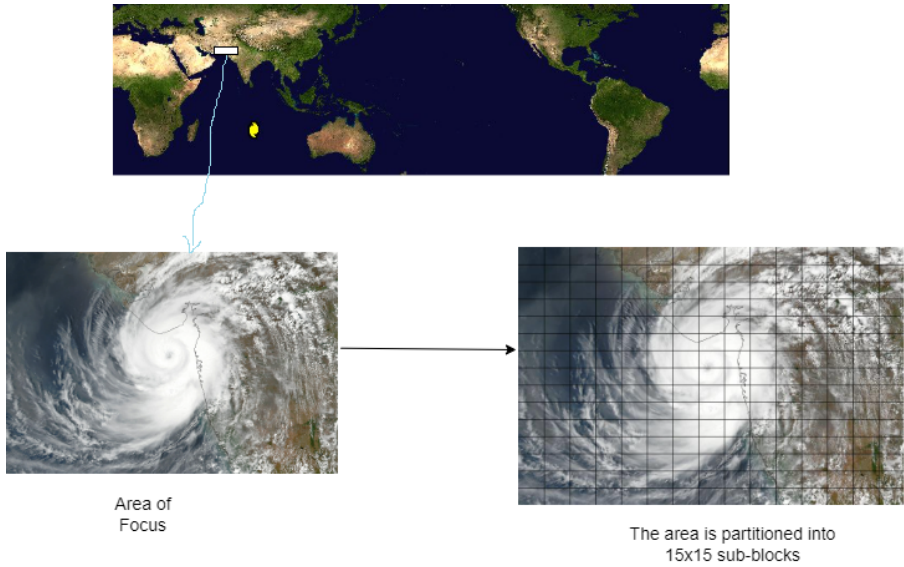 Area of
Focus
The area is partitioned into
15x15 sub-blocks